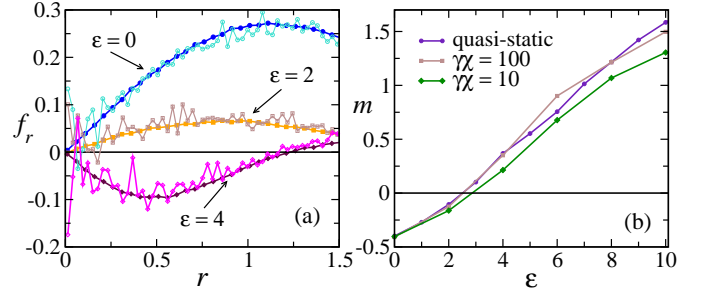 0.3
0.2
0.1
0
-0.1
0.2
f_r
ε = 0
ε = 2
ε = 4
(a)
0 0.5 1 1.5
r
quasi-static
γχ = 100
γχ = 10
1.5
1
0.5
0
-0.5
m
(b)
0 2 4 6 8 10
ε